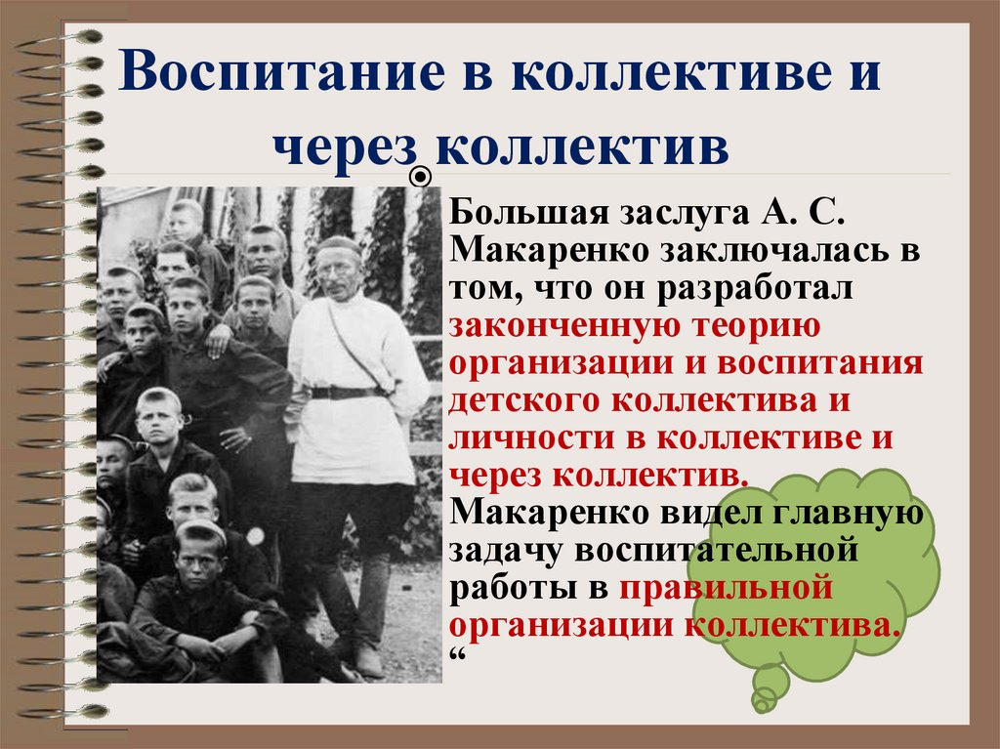 Воспитание в коллективе и
через коллектив
Большая заслуга А. С.
Макаренко заключалась в
том, что он разработал
законченную теорию
организации и воспитания
детского коллектива и
личности в коллективе и
через коллектив.
Макаренко видел главную
задачу воспитательной
работы в правильной
организации коллектива.
“